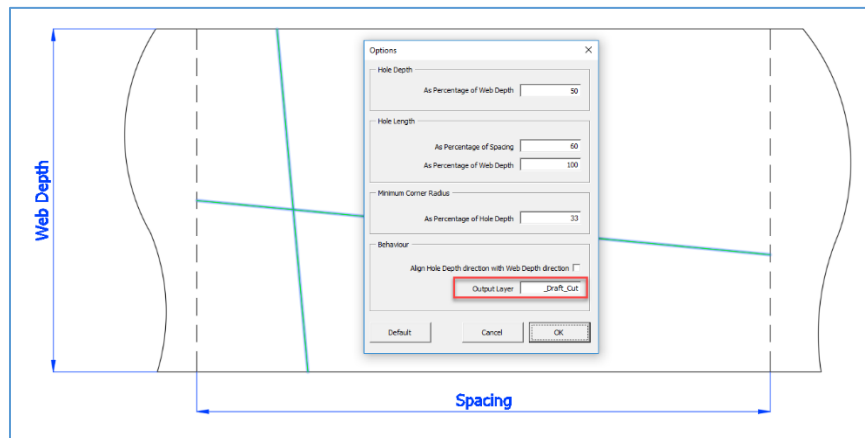 Options
Hole Depth
As Percentage of Web Depth 50
Hole Length
As Percentage of Spacing 60
As Percentage of Web Depth 100
Minimum Corner Radius
As Percentage of Hole Depth 33
Behaviour
Align Hole Depth direction with Web Depth direction
Output Layer _Draft_Cut
Default Cancel OK
Web Depth
Spacing